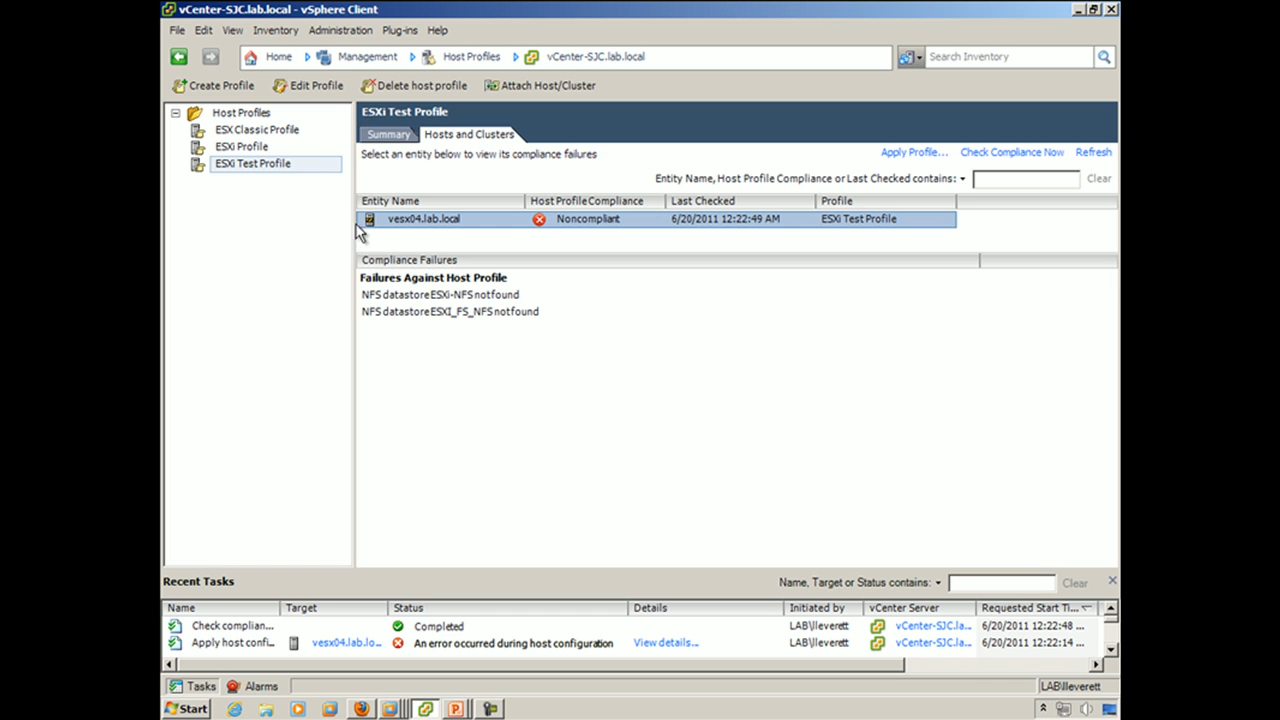 vCenter-SJC.lab.local - vSphere Client
File Edit View Inventory Administration Plug-ins Help
Home Management Host Profiles vCenter-SJC.lab.local Search Inventory
Create Profile Edit Profile Delete host profile Attach Host/Cluster
Host Profiles
ESX Classic Profile
ESXi Profile
ESXi Test Profile
ESXi Test Profile
Summary Hosts and Clusters
Select an entity below to view its compliance failures
Apply Profile... Check Compliance Now Refresh
Entity Name, Host Profile Compliance or Last Checked contains: Clear
Entity Name Host Profile Compliance Last Checked Profile
vesx04.lab.local Noncompliant 6/20/2011 12:22:49 AM ESXi Test Profile
Compliance Failures
Failures Against Host Profile
NFS datastore ESXi-NFS not found
NFS datastore ESXI_FS_NFS not found
Recent Tasks
Name, Target or Status contains: Clear
Name Target Status Details Initiated by vCenter Server Requested Start Ti...
Check complian... Completed LAB\lleverett vCenter-SJC.la... 6/20/2011 12:22:48 ...
Apply host confi... vesx04.lab.lo... An error occurred during host configuration View details... LAB\lleverett vCenter-SJC.la... 6/20/2011 12:22:14 ...
Tasks Alarms LAB\lleverett
Start